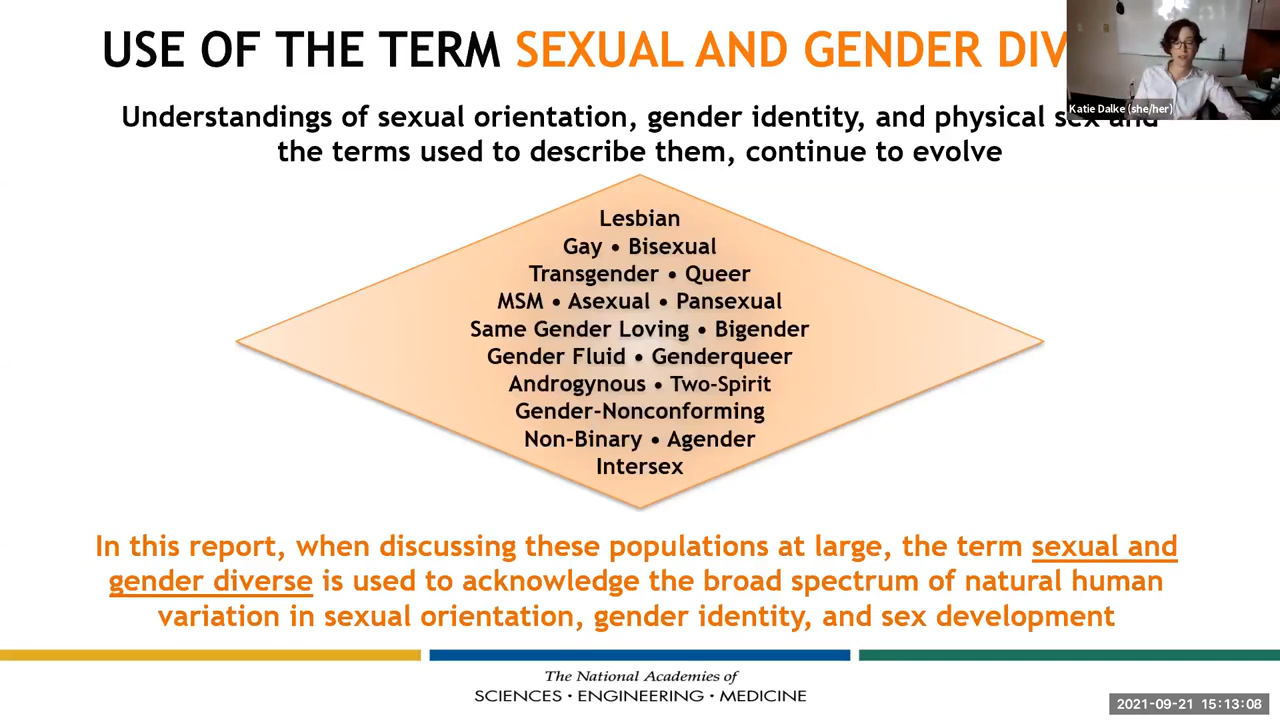 USE OF THE TERM SEXUAL AND GENDER DIV
Katie Dalke (she/her)
Understandings of sexual orientation, gender identity, and physical sex and
the terms used to describe them, continue to evolve
Lesbian
Gay • Bisexual
Transgender • Queer
MSM • Asexual • Pansexual
Same Gender Loving • Bigender
Gender Fluid • Genderqueer
Androgynous • Two-Spirit
Gender-Nonconforming
Non-Binary • Agender
Intersex
In this report, when discussing these populations at large, the term sexual and
gender diverse is used to acknowledge the broad spectrum of natural human
variation in sexual orientation, gender identity, and sex development
The National Academies of
SCIENCES • ENGINEERING • MEDICINE
2021-09-21 15:13:08